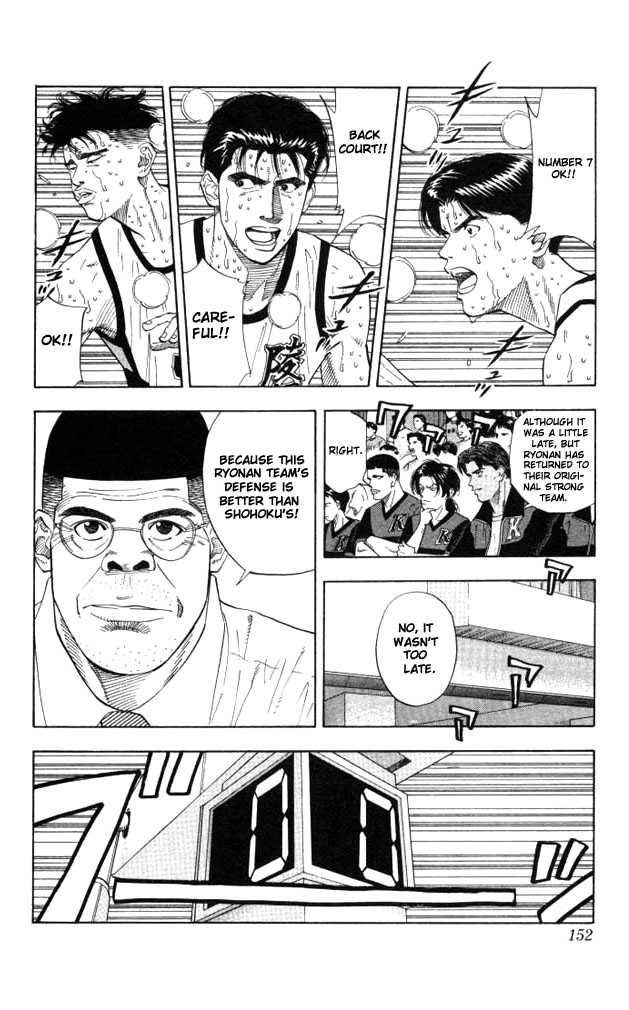 NUMBER 7
OK!!
BACK
COURT!!
CARE-
FUL!!
陵
OK!!
ALTHOUGH IT
WAS A LITTLE
LATE, BUT
RYONAN HAS
RETURNED TO
THEIR ORIGI-
NAL STRONG
TEAM.
RIGHT.
K
K
K
K
BECAUSE THIS
RYONAN TEAM'S
DEFENSE IS
BETTER THAN
SHOHOKU'S!
NO, IT
WASN'T
TOO
LATE.
152